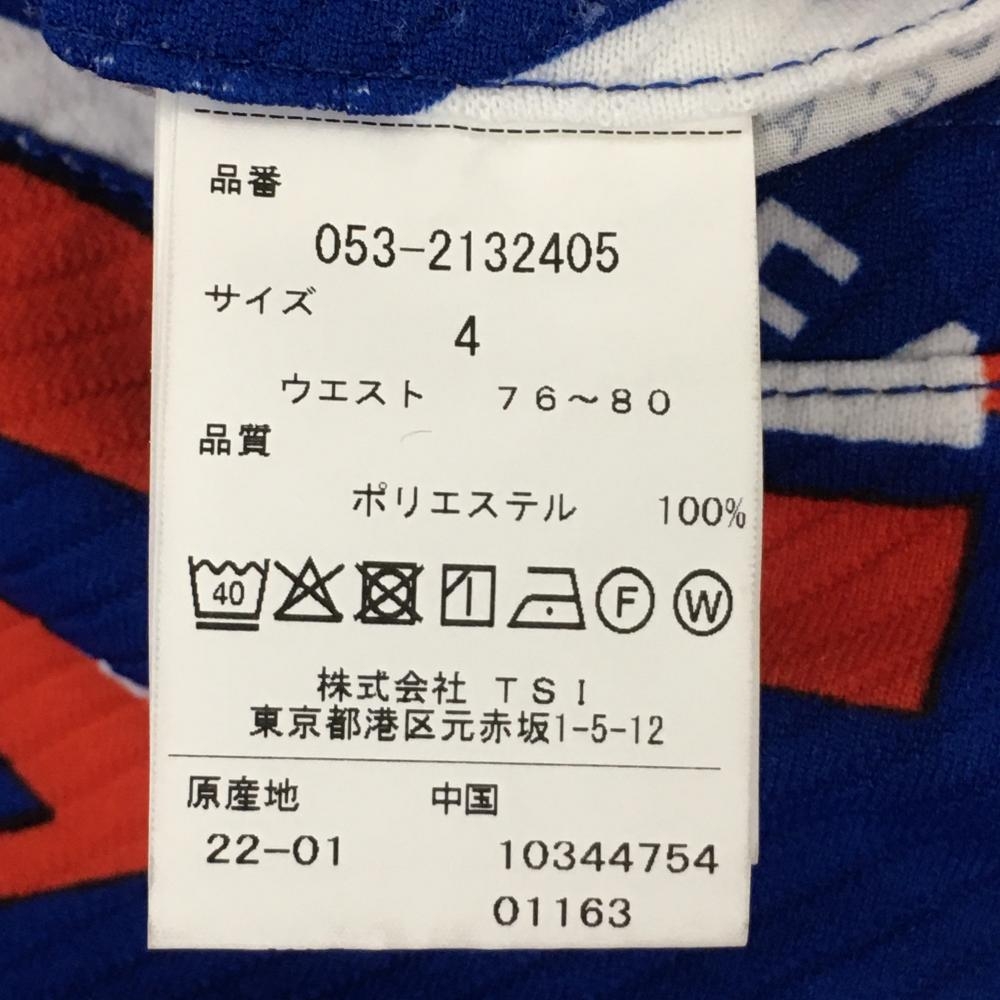 品番
053-2132405
サイズ
4
ウエスト 76～80
品質
ポリエステル 100%
40 F W
株式会社 TSI
東京都港区元赤坂1-5-12
原産地 中国
22-01 10344754
01163